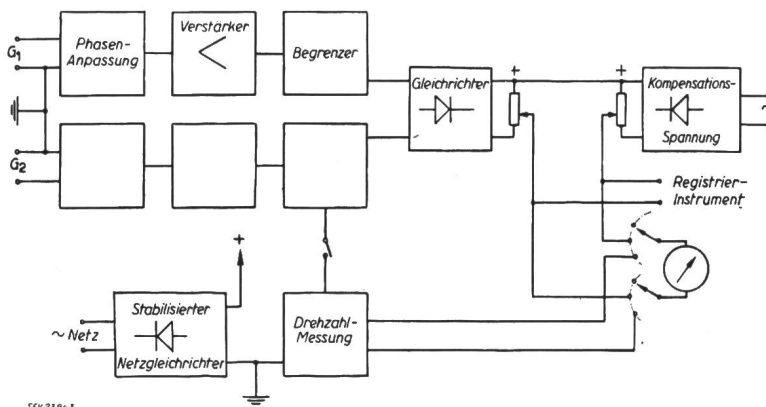 G1
Phasen-
Anpassung
Verstärker
Begrenzer
Gleichrichter
+
+
Kompensations-
Spannung
~
G2
Registrier-
Instrument
+
~ Netz
Stabilisierter
Netzgleichrichter
Drehzahl-
Messung